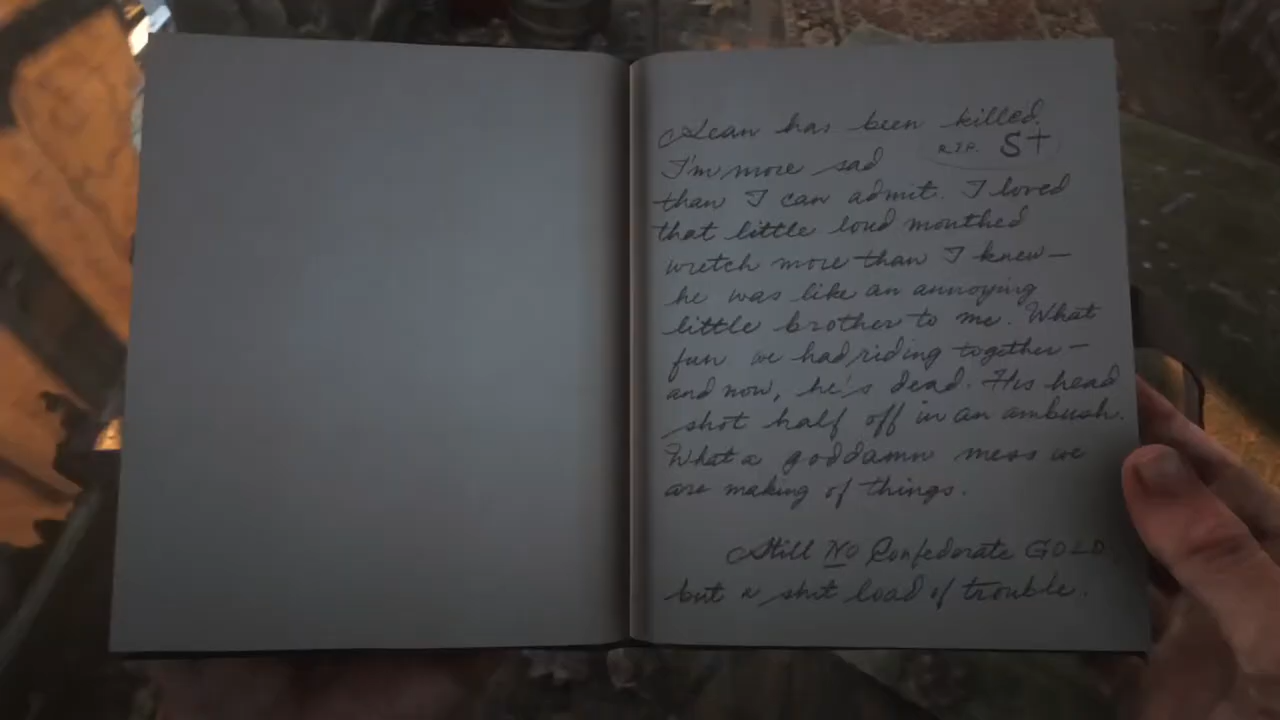 Sean has been killed.
R.I.P. S†
I'm more sad
than I can admit. I loved
that little loud mouthed
wretch more than I knew—
he was like an annoying
little brother to me. What
fun we had riding together—
and now, he's dead. His head
shot half off in an ambush.
What a goddamn mess we
are making of things.
Still No Confederate GOLD,
but a shit load of trouble.